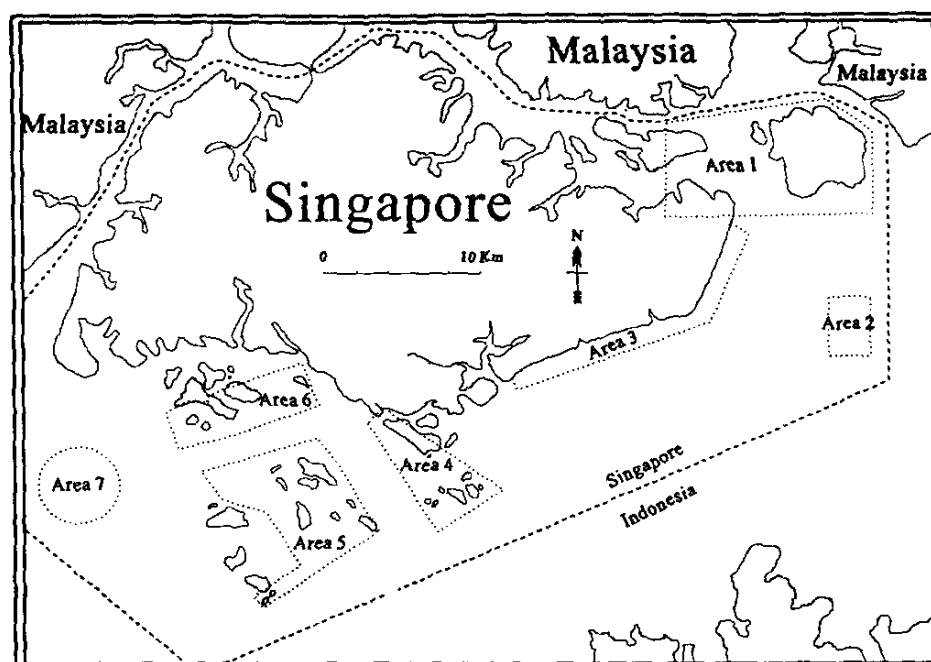 Malaysia
Malaysia
Malaysia
Area 1
Singapore
N
0
10 Km
Area 2
Area 3
Area 6
Area 4
Singapore
Indonesia
Area 7
Area 5